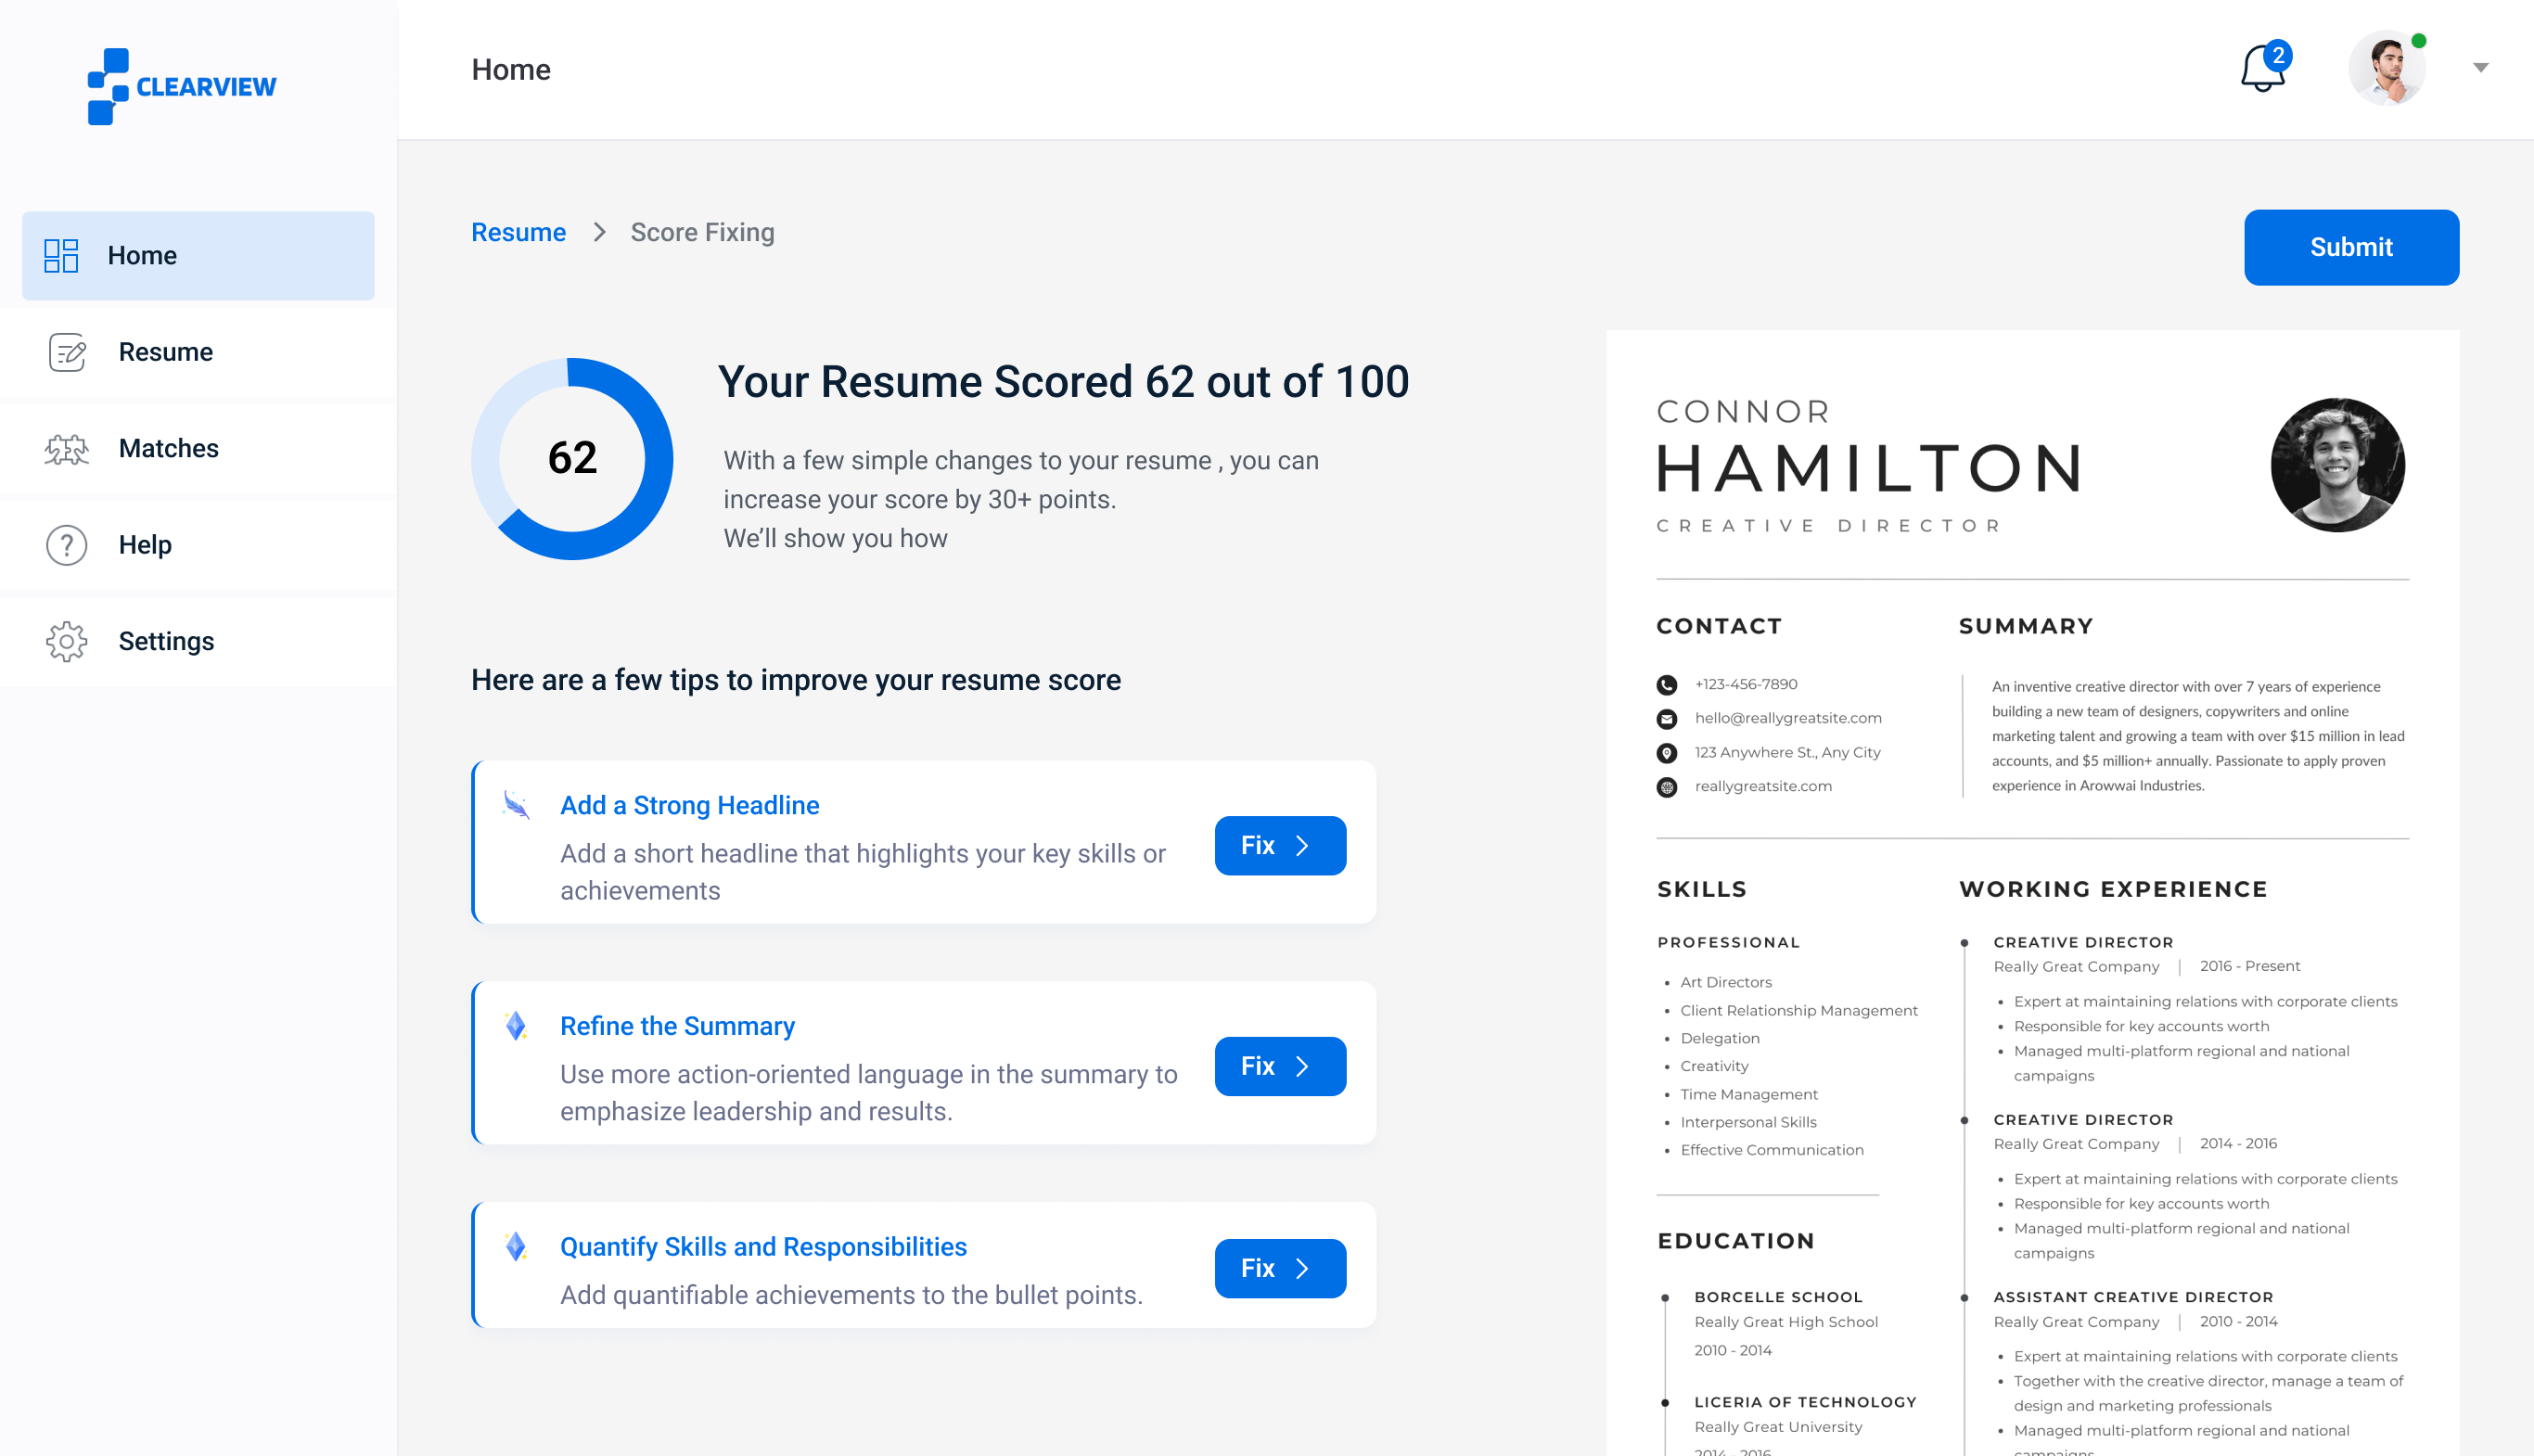 CLEARVIEW
Home
Resume
Matches
Help
Settings
Home
2
Resume > Score Fixing
Submit
62
Your Resume Scored 62 out of 100
With a few simple changes to your resume , you can
increase your score by 30+ points.
We’ll show you how
Here are a few tips to improve your resume score
Add a Strong Headline
Add a short headline that highlights your key skills or
achievements
Fix
Refine the Summary
Use more action-oriented language in the summary to
emphasize leadership and results.
Fix
Quantify Skills and Responsibilities
Add quantifiable achievements to the bullet points.
Fix
CONNOR
HAMILTON
CREATIVE DIRECTOR
CONTACT
+123-456-7890
hello@reallygreatsite.com
123 Anywhere St., Any City
reallygreatsite.com
SUMMARY
An inventive creative director with over 7 years of experience
building a new team of designers, copywriters and online
marketing talent and growing a team with over $15 million in lead
accounts, and $5 million+ annually. Passionate to apply proven
experience in Arowwai Industries.
SKILLS
PROFESSIONAL
• Art Directors
• Client Relationship Management
• Delegation
• Creativity
• Time Management
• Interpersonal Skills
• Effective Communication
EDUCATION
BORCELLE SCHOOL
Really Great High School
2010 - 2014
LICERIA OF TECHNOLOGY
Really Great University
2014 - 2016
WORKING EXPERIENCE
CREATIVE DIRECTOR
Really Great Company | 2016 - Present
• Expert at maintaining relations with corporate clients
• Responsible for key accounts worth
• Managed multi-platform regional and national
campaigns
CREATIVE DIRECTOR
Really Great Company | 2014 - 2016
• Expert at maintaining relations with corporate clients
• Responsible for key accounts worth
• Managed multi-platform regional and national
campaigns
ASSISTANT CREATIVE DIRECTOR
Really Great Company | 2010 - 2014
• Expert at maintaining relations with corporate clients
• Together with the creative director, manage a team of
design and marketing professionals
• Managed multi-platform regional and national
campaigns